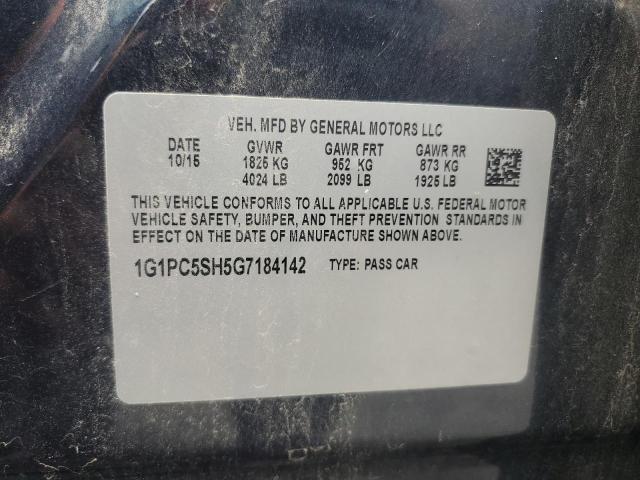 VEH. MFD BY GENERAL MOTORS LLC
DATE GVWR GAWR FRT GAWR RR
10/15 1825 KG 952 KG 873 KG
4024 LB 2099 LB 1925 LB
THIS VEHICLE CONFORMS TO ALL APPLICABLE U.S. FEDERAL MOTOR
VEHICLE SAFETY, BUMPER, AND THEFT PREVENTION STANDARDS IN
EFFECT ON THE DATE OF MANUFACTURE SHOWN ABOVE.
1G1PC5SH5G7184142 TYPE: PASS CAR